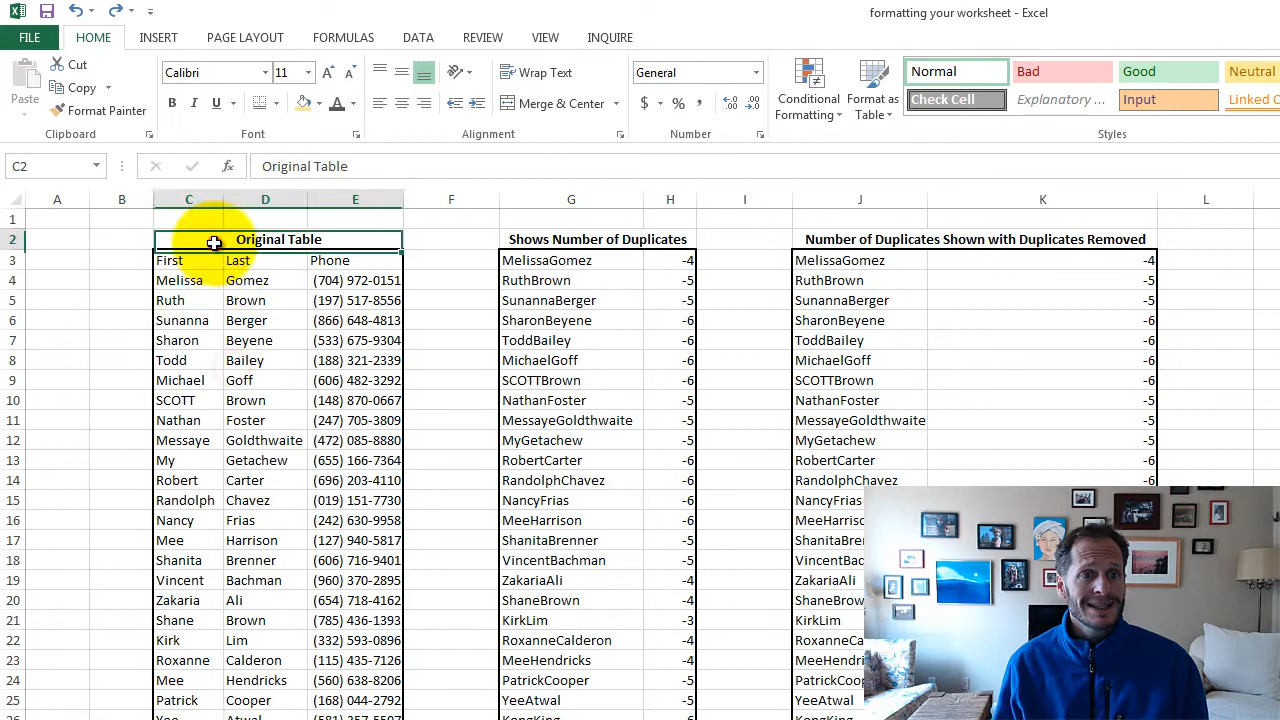 formatting your worksheet - Excel
FILE HOME INSERT PAGE LAYOUT FORMULAS DATA REVIEW VIEW INQUIRE
Cut
Copy
Format Painter
Paste
Clipboard
Calibri 11
B I U
Font
Wrap Text
Merge & Center
Alignment
General
$ % ,
Number
Conditional Formatting
Format as Table
Normal Bad Good Neutral
Check Cell Explanatory ... Input Linked C
Styles
C2 fx Original Table
A B C D E F G H I J K L
1
2 Original Table Shows Number of Duplicates Number of Duplicates Shown with Duplicates Removed
3 First Last Phone MelissaGomez -4 MelissaGomez -4
4 Melissa Gomez (704) 972-0151 RuthBrown -5 RuthBrown -5
5 Ruth Brown (197) 517-8556 SunannaBerger -5 SunannaBerger -5
6 Sunanna Berger (866) 648-4813 SharonBeyene -6 SharonBeyene -6
7 Sharon Beyene (533) 675-9304 ToddBailey -6 ToddBailey -6
8 Todd Bailey (188) 321-2339 MichaelGoff -6 MichaelGoff -6
9 Michael Goff (606) 482-3292 SCOTTBrown -6 SCOTTBrown -6
10 SCOTT Brown (148) 870-0667 NathanFoster -5 NathanFoster -5
11 Nathan Foster (247) 705-3809 MessayeGoldthwaite -5 MessayeGoldthwaite -5
12 Messaye Goldthwaite (472) 085-8880 MyGetachew -5 MyGetachew -5
13 My Getachew (655) 166-7364 RobertCarter -6 RobertCarter -6
14 Robert Carter (696) 203-4110 RandolphChavez -6 RandolphChavez -6
15 Randolph Chavez (019) 151-7730 NancyFrias -6 NancyFrias
16 Nancy Frias (242) 630-9958 MeeHarrison -6 MeeHarrison
17 Mee Harrison (127) 940-5817 ShanitaBrenner -6 ShanitaBr
18 Shanita Brenner (606) 716-9401 VincentBachman -5 VincentBa
19 Vincent Bachman (960) 370-2895 ZakariaAli -4 ZakariaAli
20 Zakaria Ali (654) 718-4162 ShaneBrown -4 ShaneBrown
21 Shane Brown (785) 436-1393 KirkLim -3 KirkLim
22 Kirk Lim (332) 593-0896 RoxanneCalderon -4 RoxanneCa
23 Roxanne Calderon (115) 435-7126 MeeHendricks -4 MeeHendricks
24 Mee Hendricks (560) 638-8206 PatrickCooper -5 PatrickCooper
25 Patrick Cooper (168) 044-2792 YeeAtwal -5 YeeAtwal